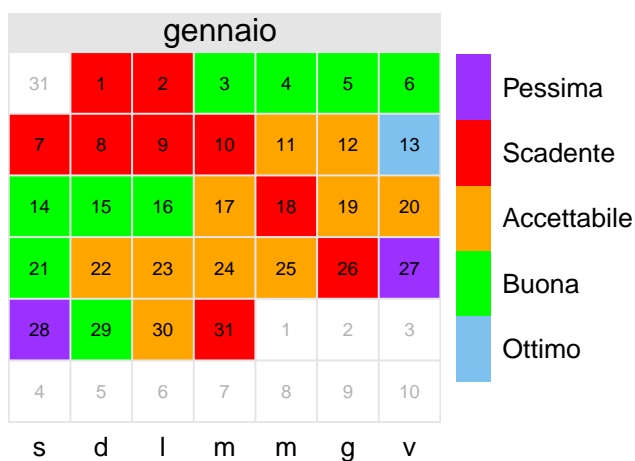 gennaio
31 1 2 3 4 5 6
7 8 9 10 11 12 13
14 15 16 17 18 19 20
21 22 23 24 25 26 27
28 29 30 31 1 2 3
4 5 6 7 8 9 10
s d l m m g v
Pessima
Scadente
Accettabile
Buona
Ottimo